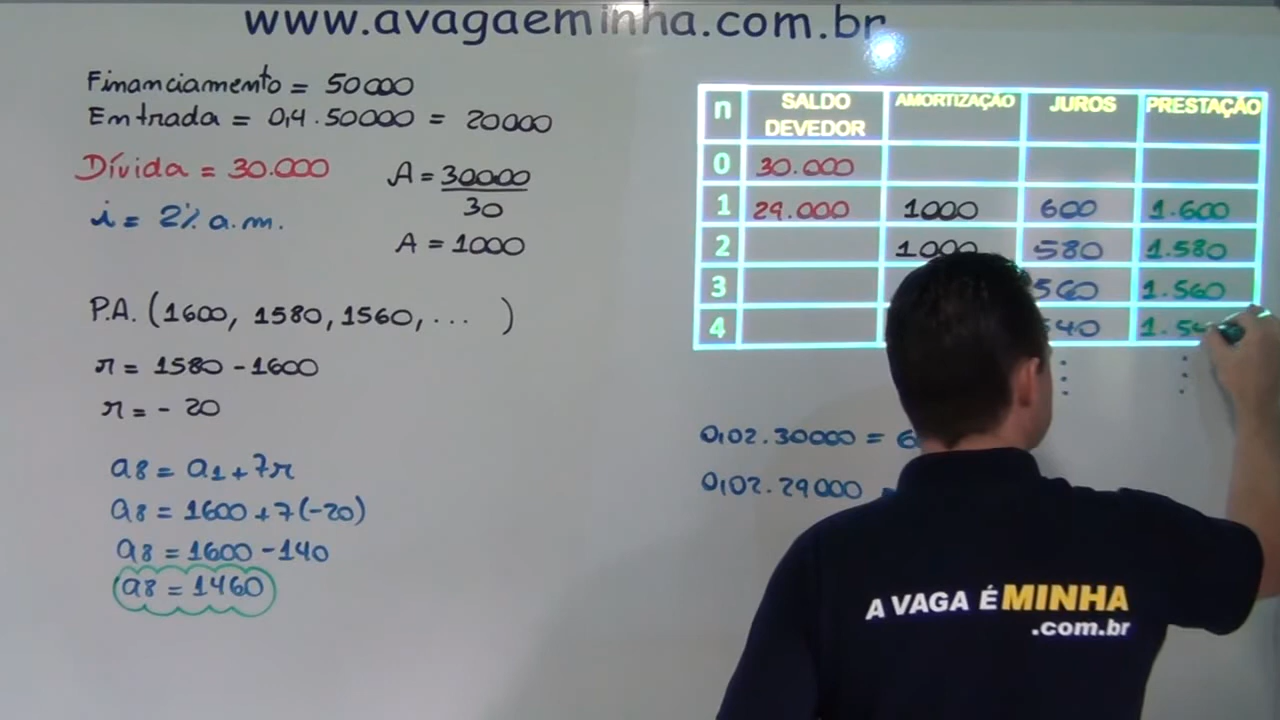 www.avagaeminha.com.br
Financiamento = 50000
Entrada = 0,4 . 50000 = 20000
Dívida = 30.000
i = 2% a.m.
A = 30000
30
A = 1000
P.A. (1600, 1580, 1560, ... )
r = 1580 - 1600
r = - 20
a8 = a1 + 7r
a8 = 1600 + 7(-20)
a8 = 1600 - 140
a8 = 1460
n SALDO DEVEDOR AMORTIZAÇÃO JUROS PRESTAÇÃO
0 30.000
1 29.000 1000 600 1.600
2 1000 580 1.580
3 560 1.560
4 540
0,02 . 30000 =
0,02 . 29000
A VAGA É MINHA
.com.br